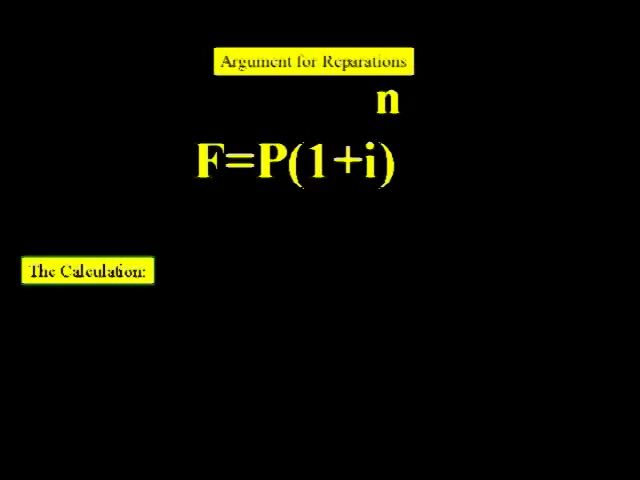 Argument for Reparations
n
F=P(1+i)
The Calculation: